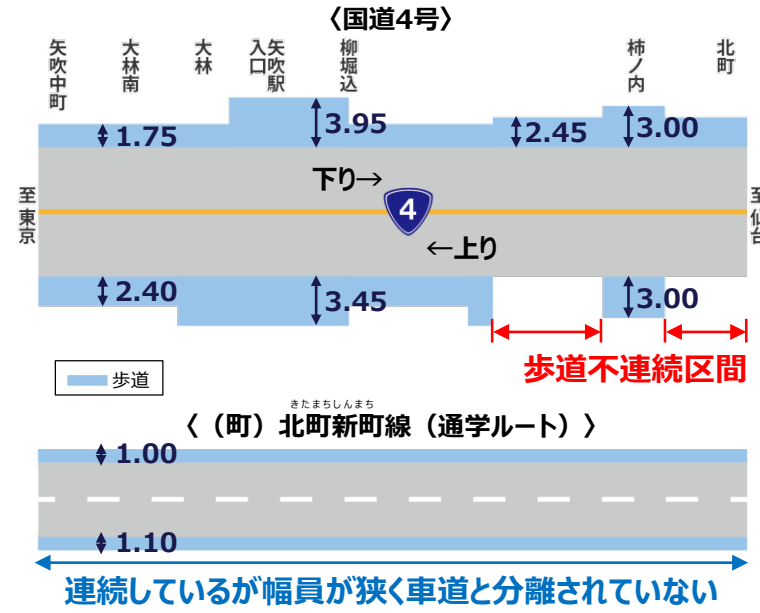 〈国道4号〉
矢吹中町
大林南
大林
矢吹駅入口
柳堀込
柿ノ内
北町
1.75
3.95
2.45
3.00
下り→
至東京
4
至仙台
←上り
2.40
3.45
3.00
歩道不連続区間
歩道
きたまちしんまち
〈（町）北町新町線（通学ルート）〉
1.00
1.10
連続しているが幅員が狭く車道と分離されていない